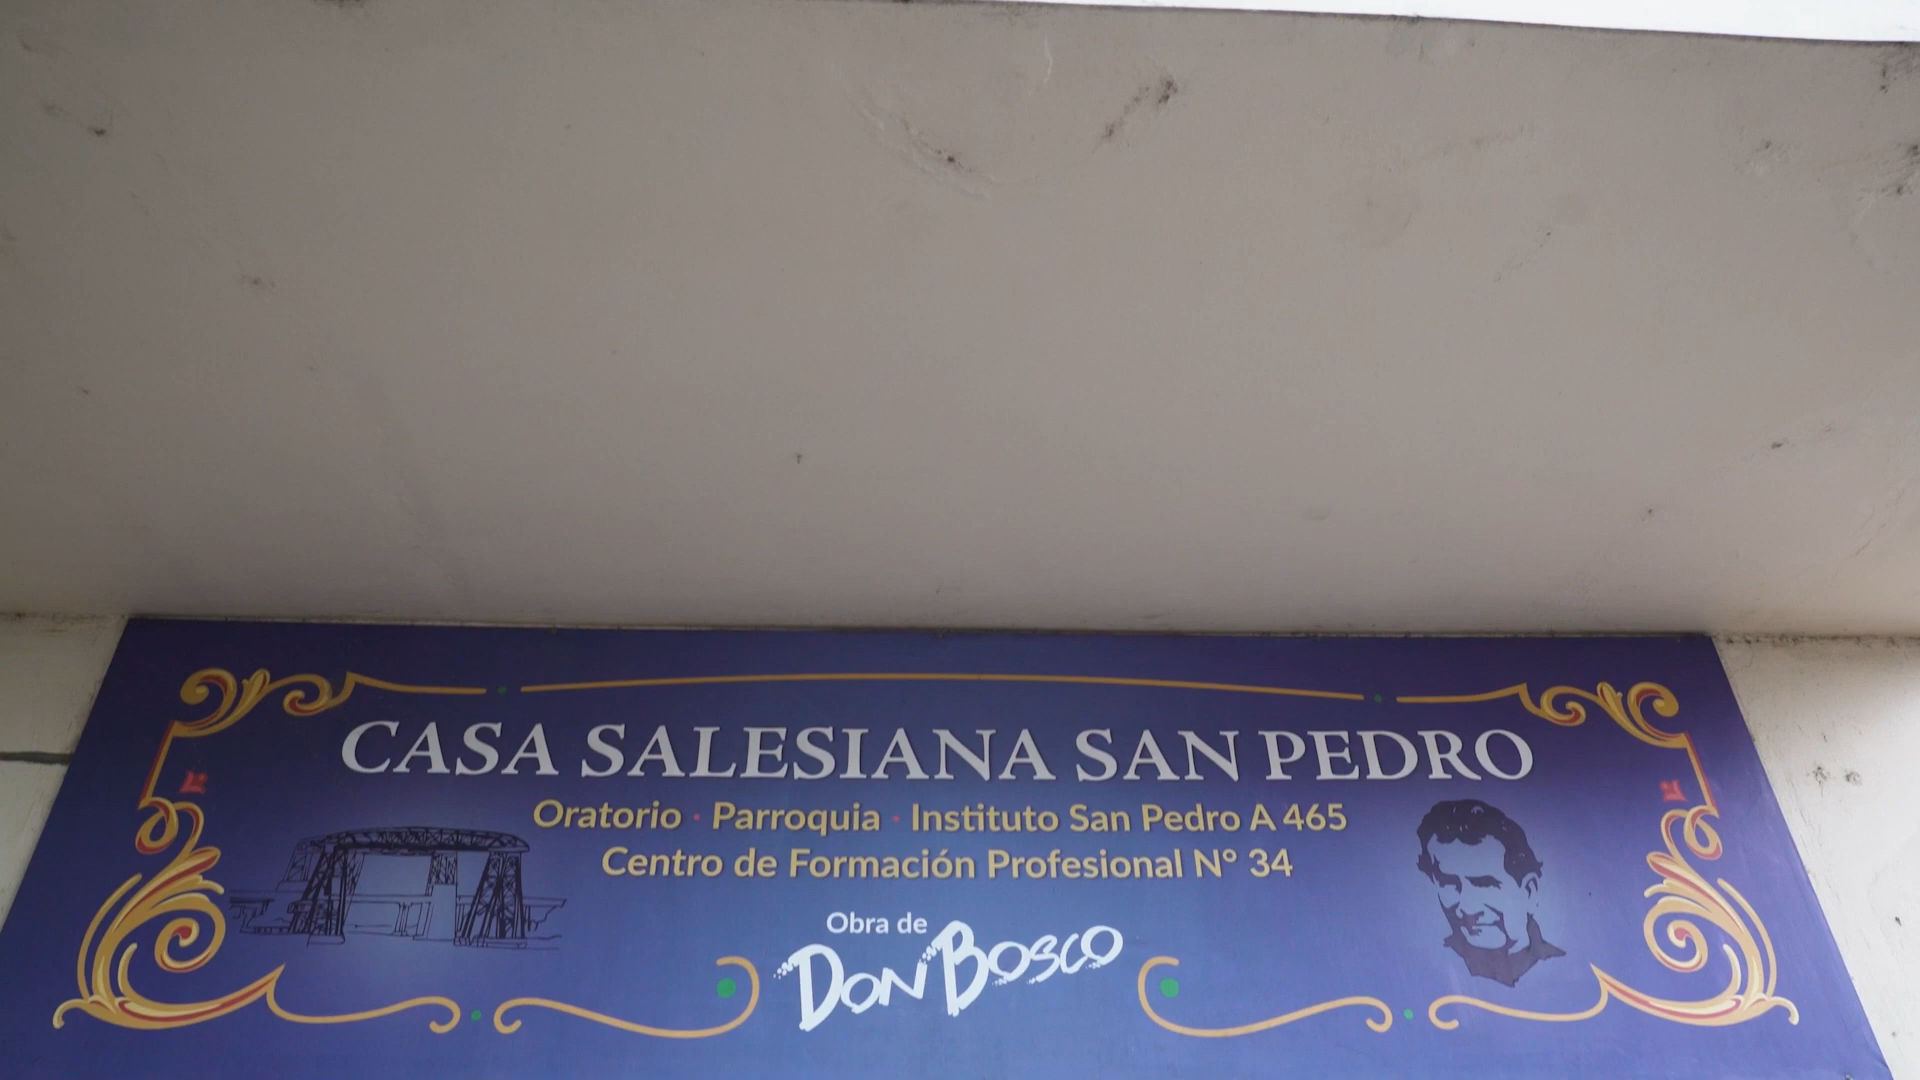 CASA SALESIANA SAN PEDRO
Oratorio · Parroquia · Instituto San Pedro A 465
Centro de Formación Profesional N° 34
Obra de
DON BOSCO